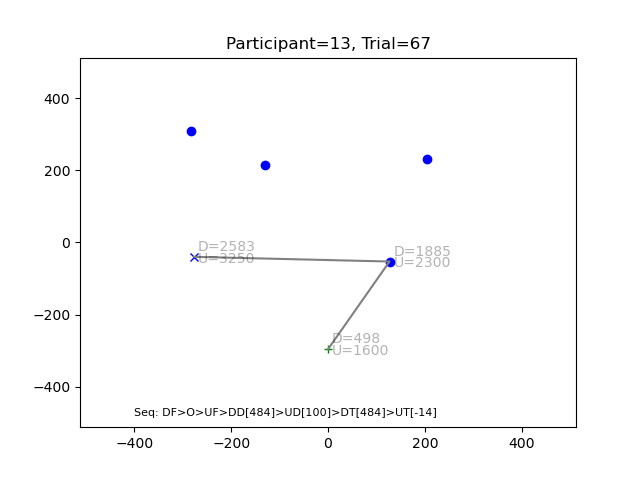 Participant=13, Trial=67
400
200
0
−200
−400
D=2583
U=3250
D=1885
U=2300
D=498
U=1600
Seq: DF>O>UF>DD[484]>UD[100]>DT[484]>UT[-14]
−400 −200 0 200 400